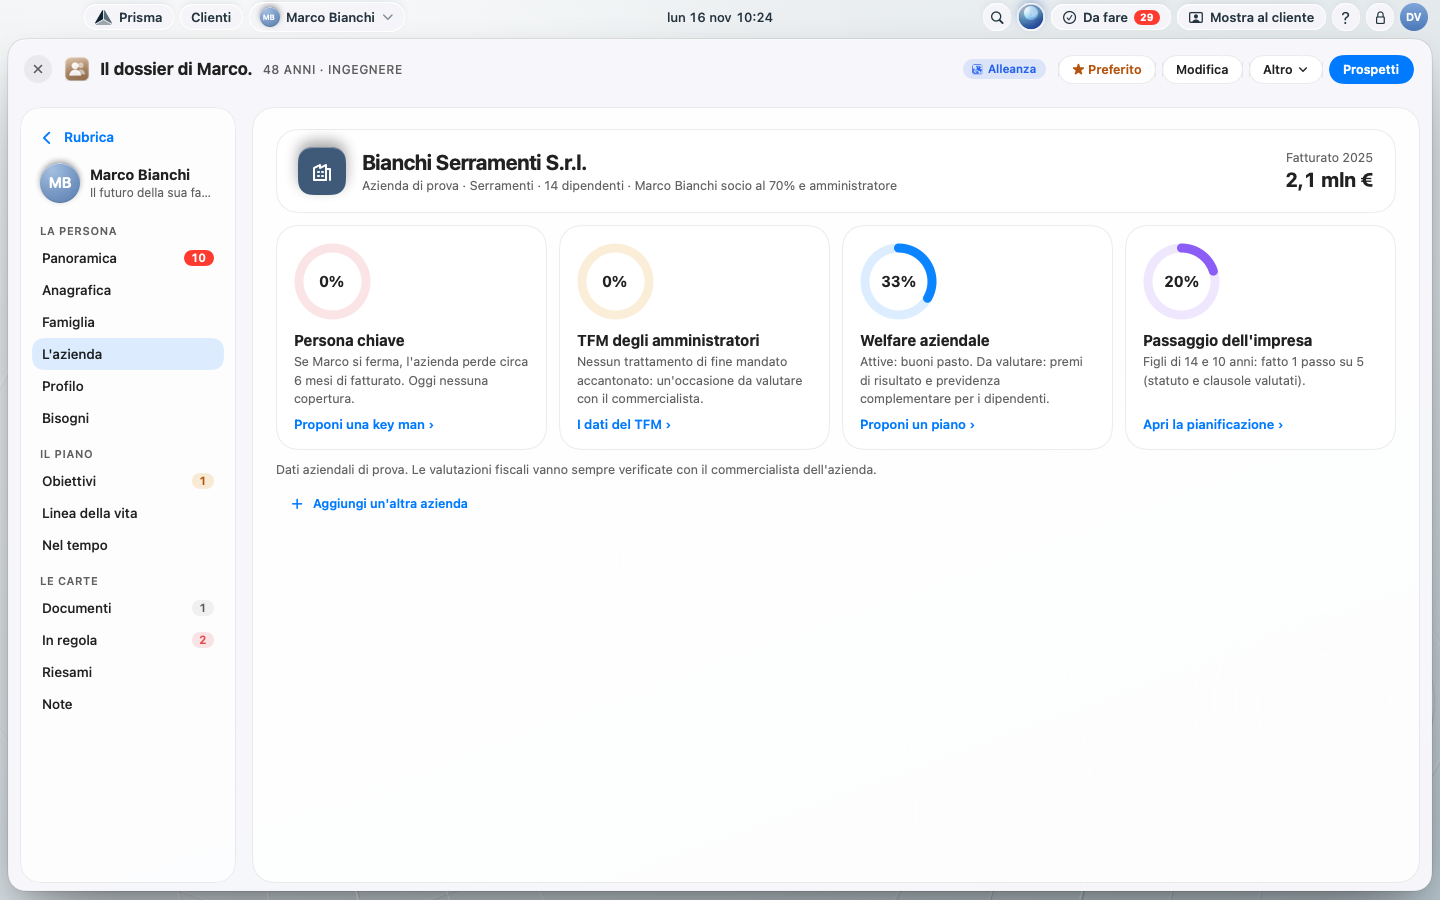 Prisma
Clienti
MB Marco Bianchi
lun 16 nov 10:24
Da fare 29
Mostra al cliente
?
DV
Il dossier di Marco. 48 ANNI · INGEGNERE
Alleanza
Preferito
Modifica
Altro
Prospetti
Rubrica
MB
Marco Bianchi
Il futuro della sua fa...
LA PERSONA
Panoramica 10
Anagrafica
Famiglia
L'azienda
Profilo
Bisogni
IL PIANO
Obiettivi 1
Linea della vita
Nel tempo
LE CARTE
Documenti 1
In regola 2
Riesami
Note
Bianchi Serramenti S.r.l.
Azienda di prova · Serramenti · 14 dipendenti · Marco Bianchi socio al 70% e amministratore
Fatturato 2025
2,1 mln €
0%
Persona chiave
Se Marco si ferma, l'azienda perde circa
6 mesi di fatturato. Oggi nessuna
copertura.
Proponi una key man ›
0%
TFM degli amministratori
Nessun trattamento di fine mandato
accantonato: un'occasione da valutare
con il commercialista.
I dati del TFM ›
33%
Welfare aziendale
Attive: buoni pasto. Da valutare: premi
di risultato e previdenza
complementare per i dipendenti.
Proponi un piano ›
20%
Passaggio dell'impresa
Figli di 14 e 10 anni: fatto 1 passo su 5
(statuto e clausole valutati).
Apri la pianificazione ›
Dati aziendali di prova. Le valutazioni fiscali vanno sempre verificate con il commercialista dell'azienda.
+ Aggiungi un'altra azienda